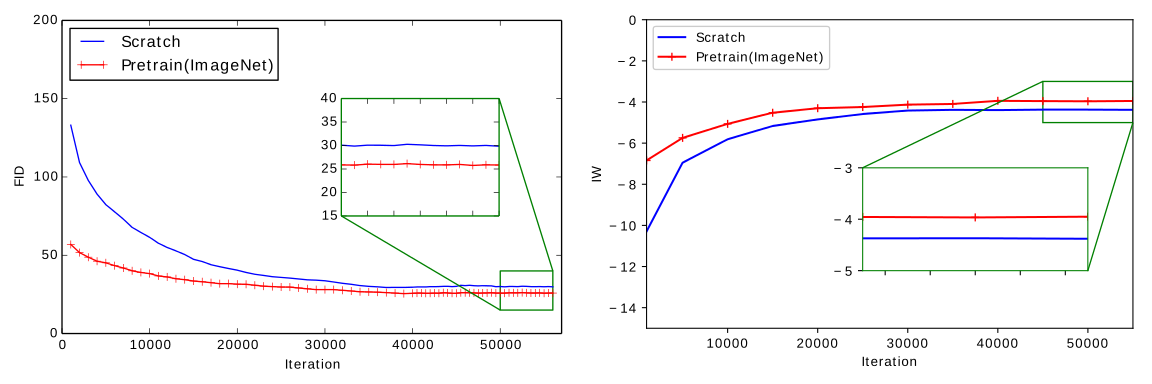 200
150
100
50
0
FID
Scratch
Pretrain(ImageNet)
40
35
30
25
20
15
0 10000 20000 30000 40000 50000
Iteration
0
−2
−4
−6
−8
−10
−12
−14
IW
Scratch
Pretrain(ImageNet)
−3
−4
−5
10000 20000 30000 40000 50000
Iteration